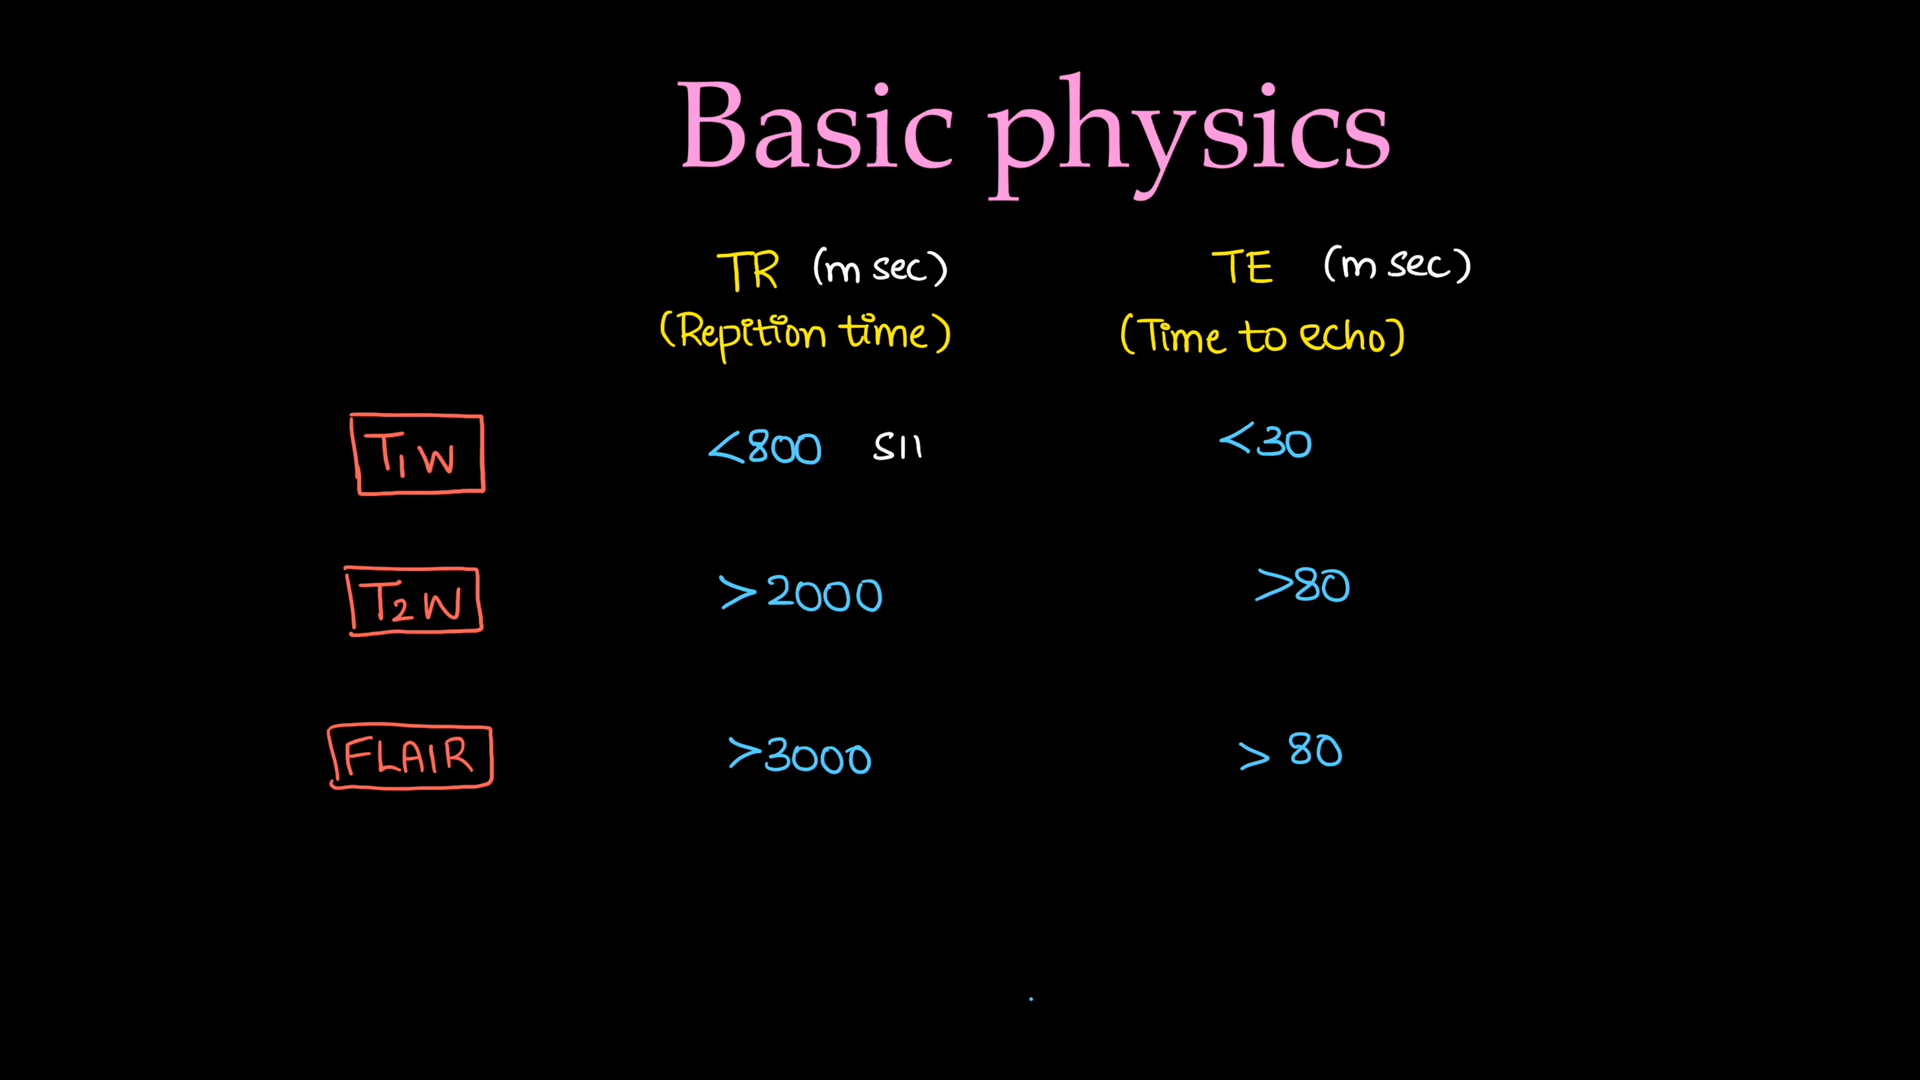 Basic physics
TR (m sec) TE (m sec)
(Repition time) (Time to echo)
T1W <800 <30
T2W >2000 >80
FLAIR >3000 > 80